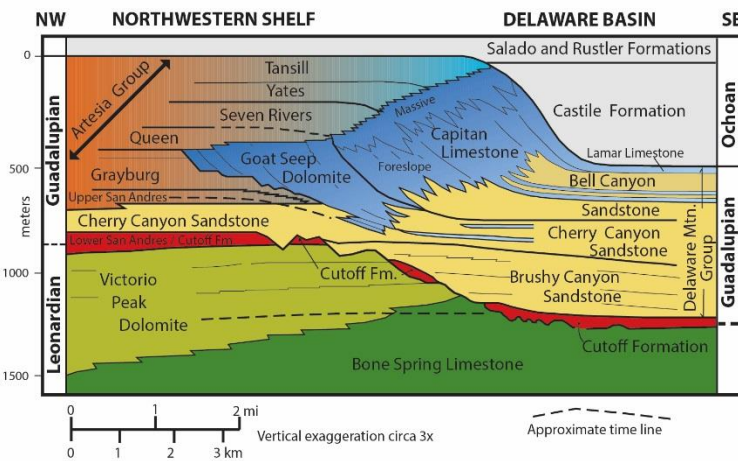 NW
NORTHWESTERN SHELF
DELAWARE BASIN
SE
0
Salado and Rustler Formations
Artesia Group
Tansill
Yates
Seven Rivers
Queen
Grayburg
Upper San Andres
Cherry Canyon Sandstone
Lower San Andres / Cutoff Fm.
Goat Seep
Dolomite
Massive
Capitan
Limestone
Foreslope
Castile Formation
Lamar Limestone
Bell Canyon
Sandstone
Cherry Canyon
Sandstone
Brushy Canyon
Sandstone
Delaware Mtn.
Group
Cutoff Fm.
Victorio
Peak
Dolomite
Bone Spring Limestone
Cutoff Formation
Guadalupian
Leonardian
Ochoan
Guadalupian
500
meters
1000
1500
0 1 2 mi
0 1 2 3 km
Vertical exaggeration circa 3x
Approximate time line